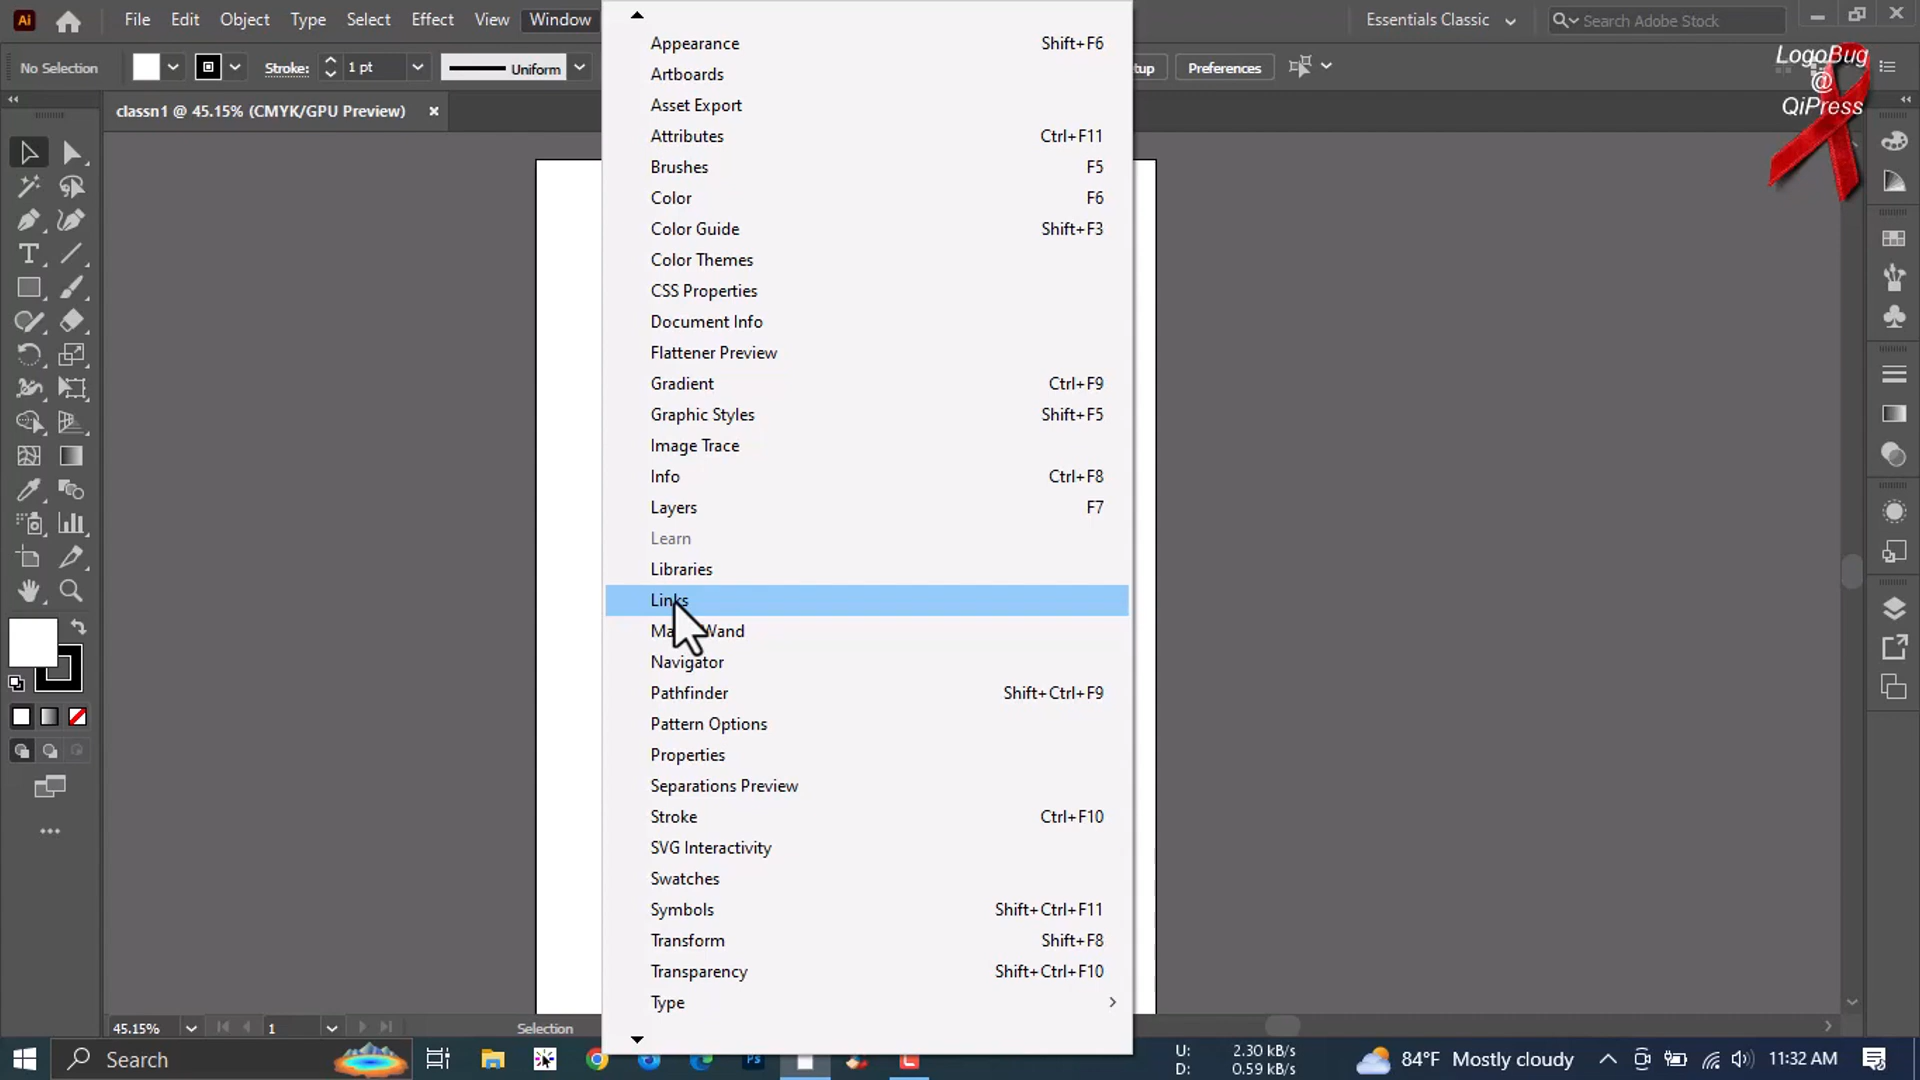 Ai File Edit Object Type Select Effect View Window Essentials Classic Search Adobe Stock
No Selection Stroke: 1 pt Uniform tup Preferences
LogoBug
@
QiPress
classn1 @ 45.15% (CMYK/GPU Preview)
Appearance Shift+F6
Artboards
Asset Export
Attributes Ctrl+F11
Brushes F5
Color F6
Color Guide Shift+F3
Color Themes
CSS Properties
Document Info
Flattener Preview
Gradient Ctrl+F9
Graphic Styles Shift+F5
Image Trace
Info Ctrl+F8
Layers F7
Learn
Libraries
Links
Ma Wand
Navigator
Pathfinder Shift+Ctrl+F9
Pattern Options
Properties
Separations Preview
Stroke Ctrl+F10
SVG Interactivity
Swatches
Symbols Shift+Ctrl+F11
Transform Shift+F8
Transparency Shift+Ctrl+F10
Type
45.15% 1 Selection
Search Ps U: 2.30 kB/s 84°F Mostly cloudy 11:32 AM
D: 0.59 kB/s